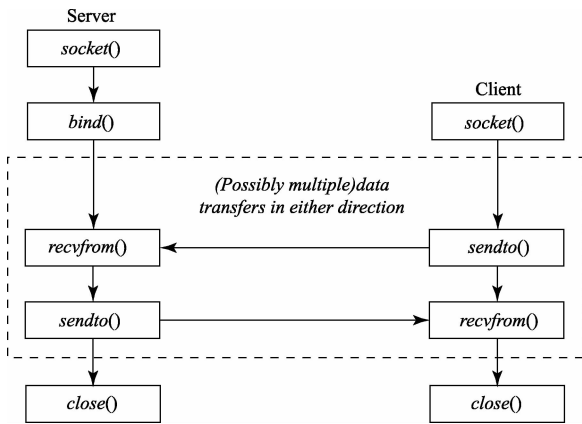 Server
socket()
bind()
Client
socket()
(Possibly multiple)data
transfers in either direction
recvfrom()
sendto()
sendto()
recvfrom()
close()
close()